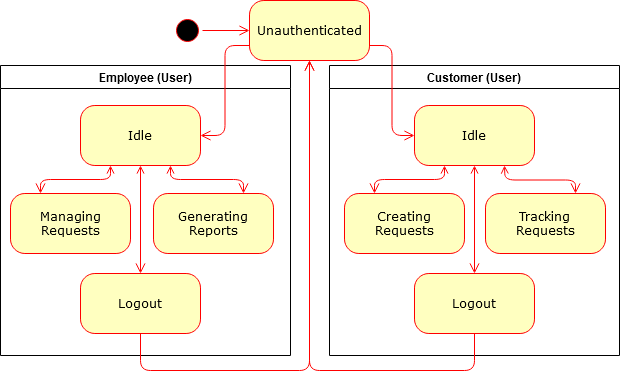 Unauthenticated
Employee (User)
Idle
Managing
Requests
Generating
Reports
Logout
Customer (User)
Idle
Creating
Requests
Tracking
Requests
Logout